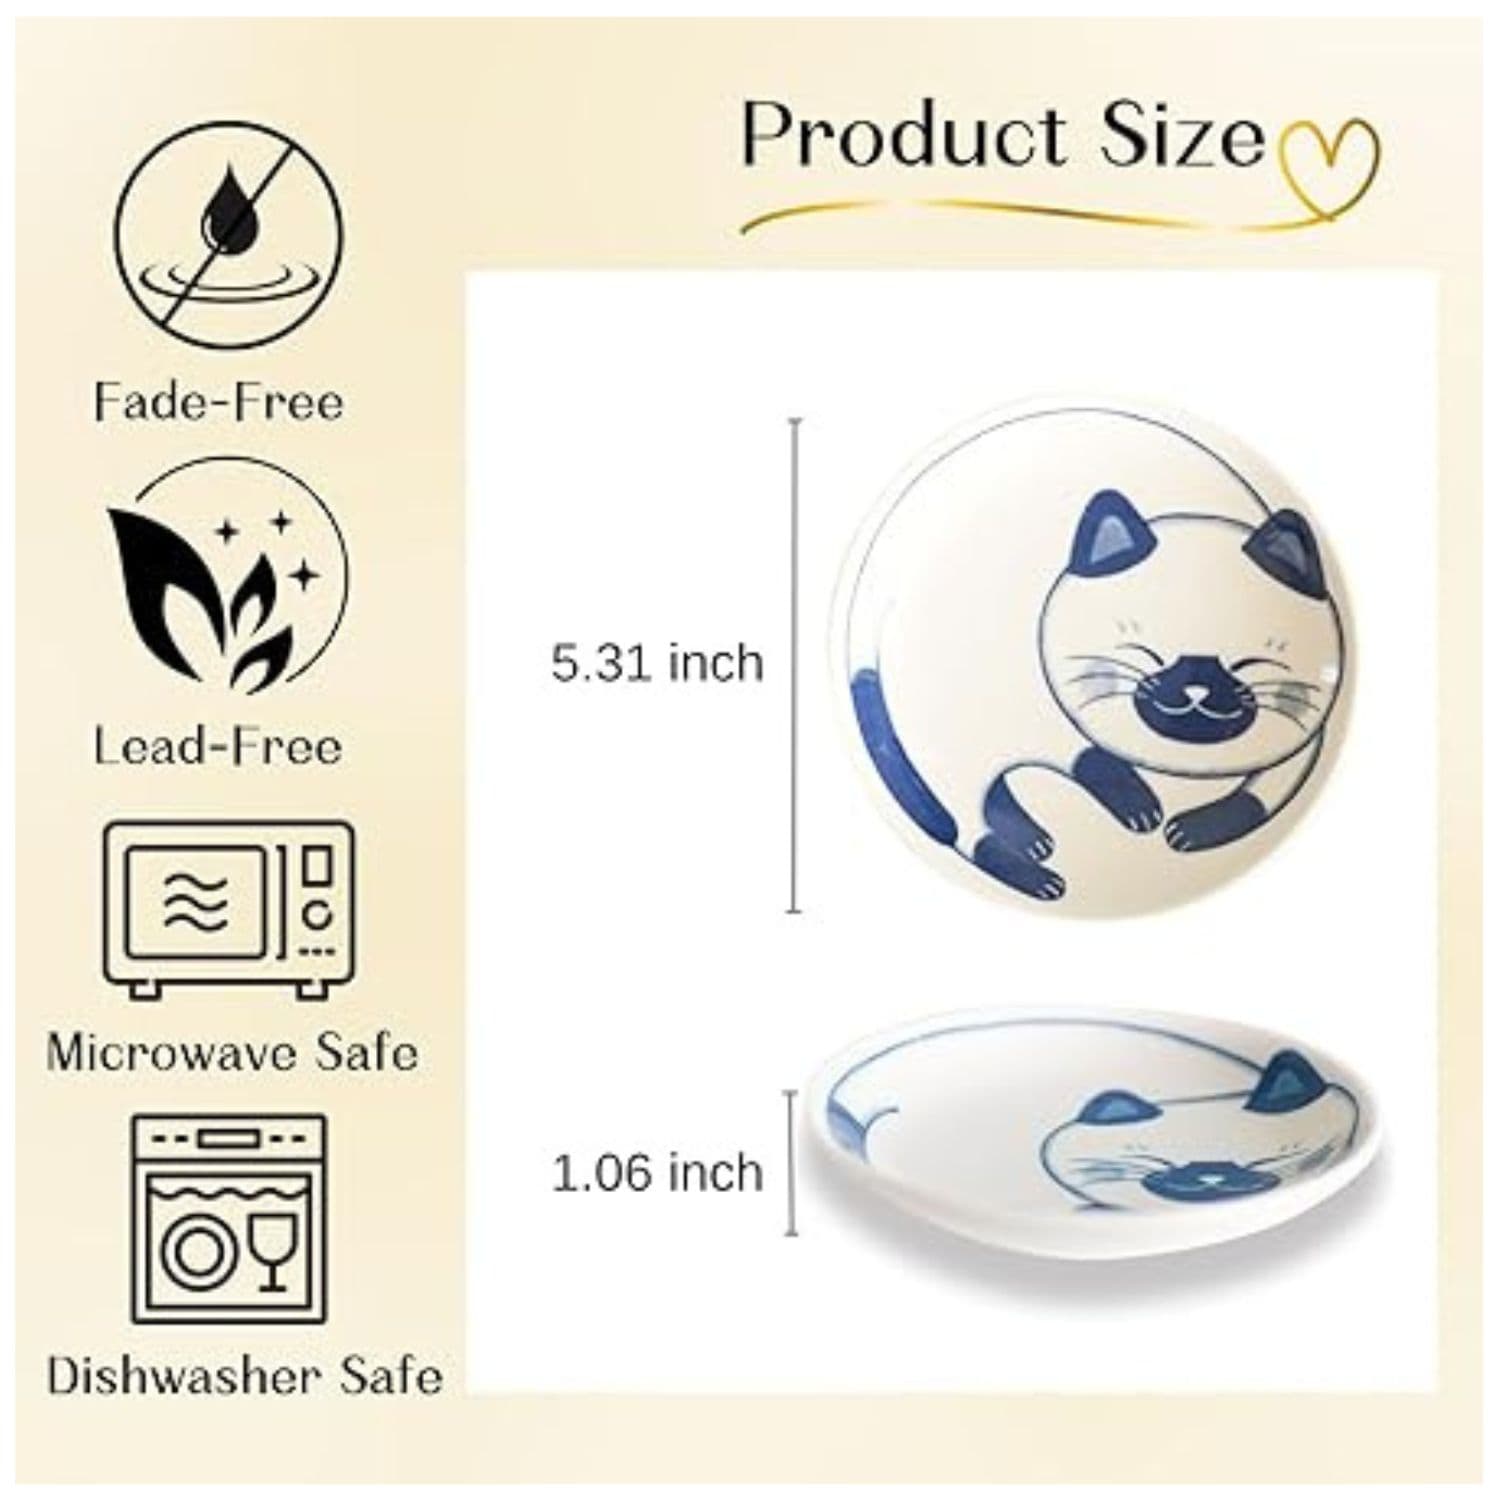 Product Size
Fade-Free
Lead-Free
Microwave Safe
Dishwasher Safe
5.31 inch
1.06 inch